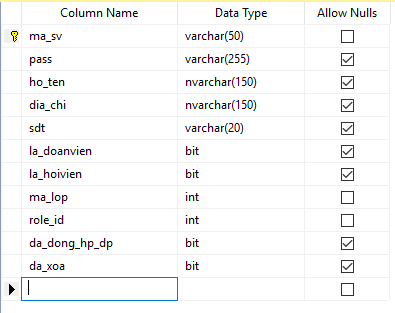 Column Name Data Type Allow Nulls
ma_sv varchar(50)
pass varchar(255)
ho_ten nvarchar(150)
dia_chi nvarchar(150)
sdt varchar(20)
la_doanvien bit
la_hoivien bit
ma_lop int
role_id int
da_dong_hp_dp bit
da_xoa bit